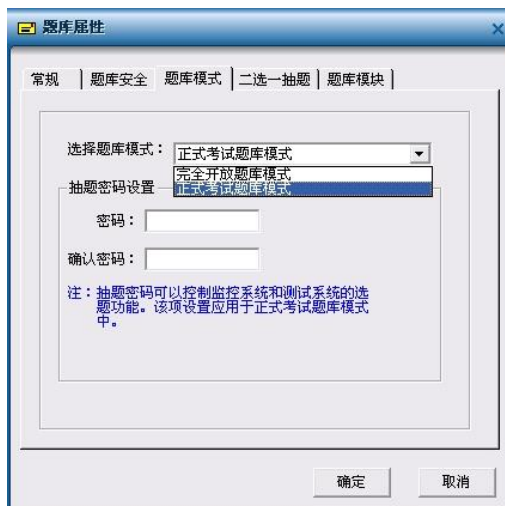 题库属性
常规 题库安全 题库模式 二选一抽题 题库模块
选择题库模式： 正式考试题库模式
完全开放题库模式
抽题密码设置 正式考试题库模式
密码：
确认密码：
注：抽题密码可以控制监控系统和测试系统的选
题功能。该项设置应用于正式考试题库模式
中。
确定 取消